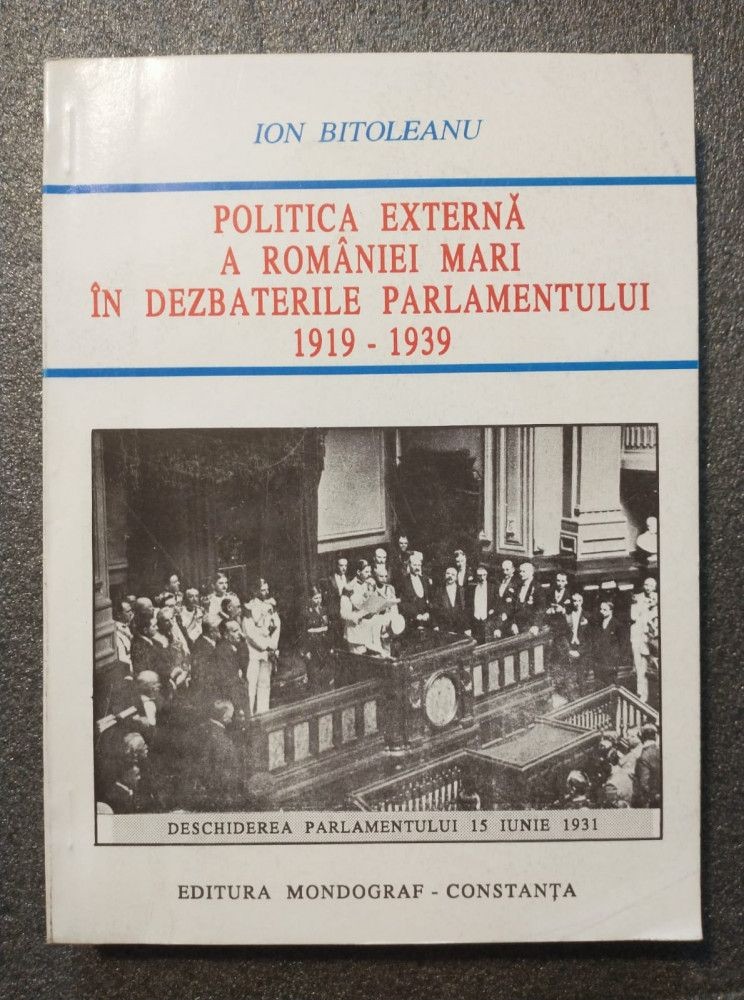 ION BITOLEANU
POLITICA EXTERNĂ
A ROMÂNIEI MARI
ÎN DEZBATERILE PARLAMENTULUI
1919 - 1939
DESCHIDEREA PARLAMENTULUI 15 IUNIE 1931
EDITURA MONDOGRAF - CONSTANȚA